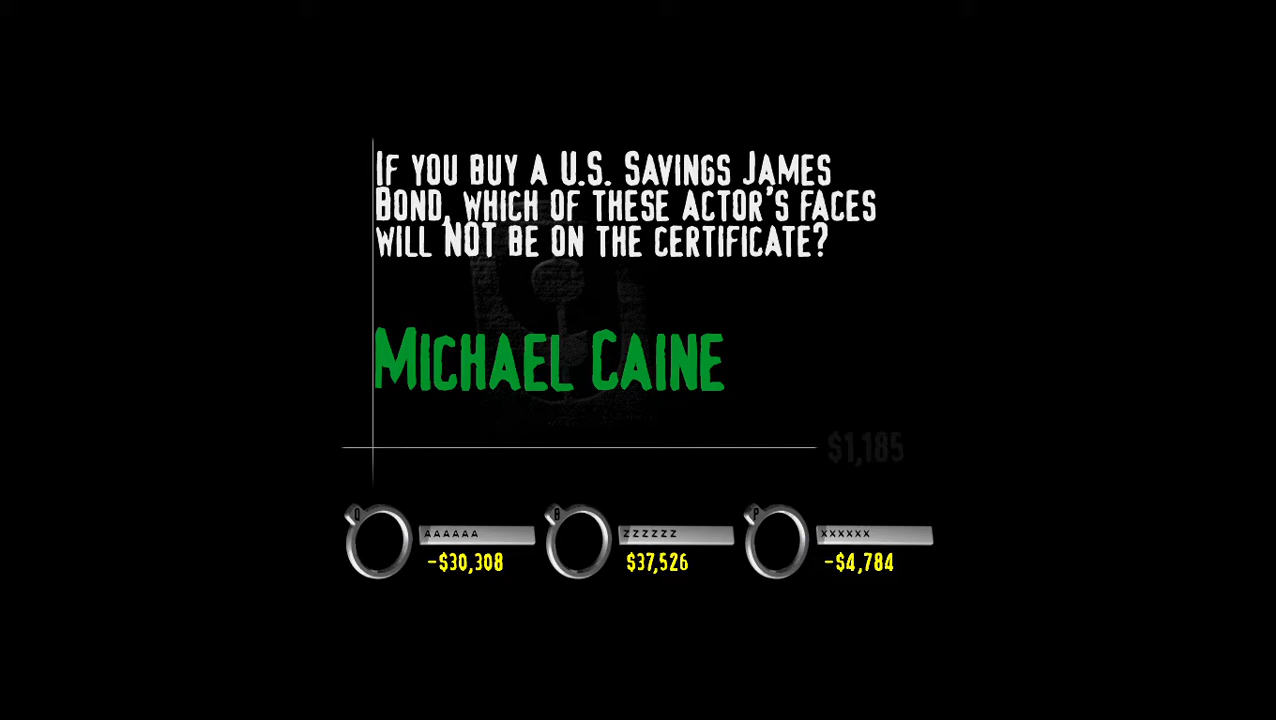 If you buy a U.S. Savings James
Bond, which of these actor's faces
will NOT be on the certificate?
Michael Caine
$1,185
Q AAAAAA B ZZZZZZ P XXXXXX
-$30,308 $37,526 -$4,784